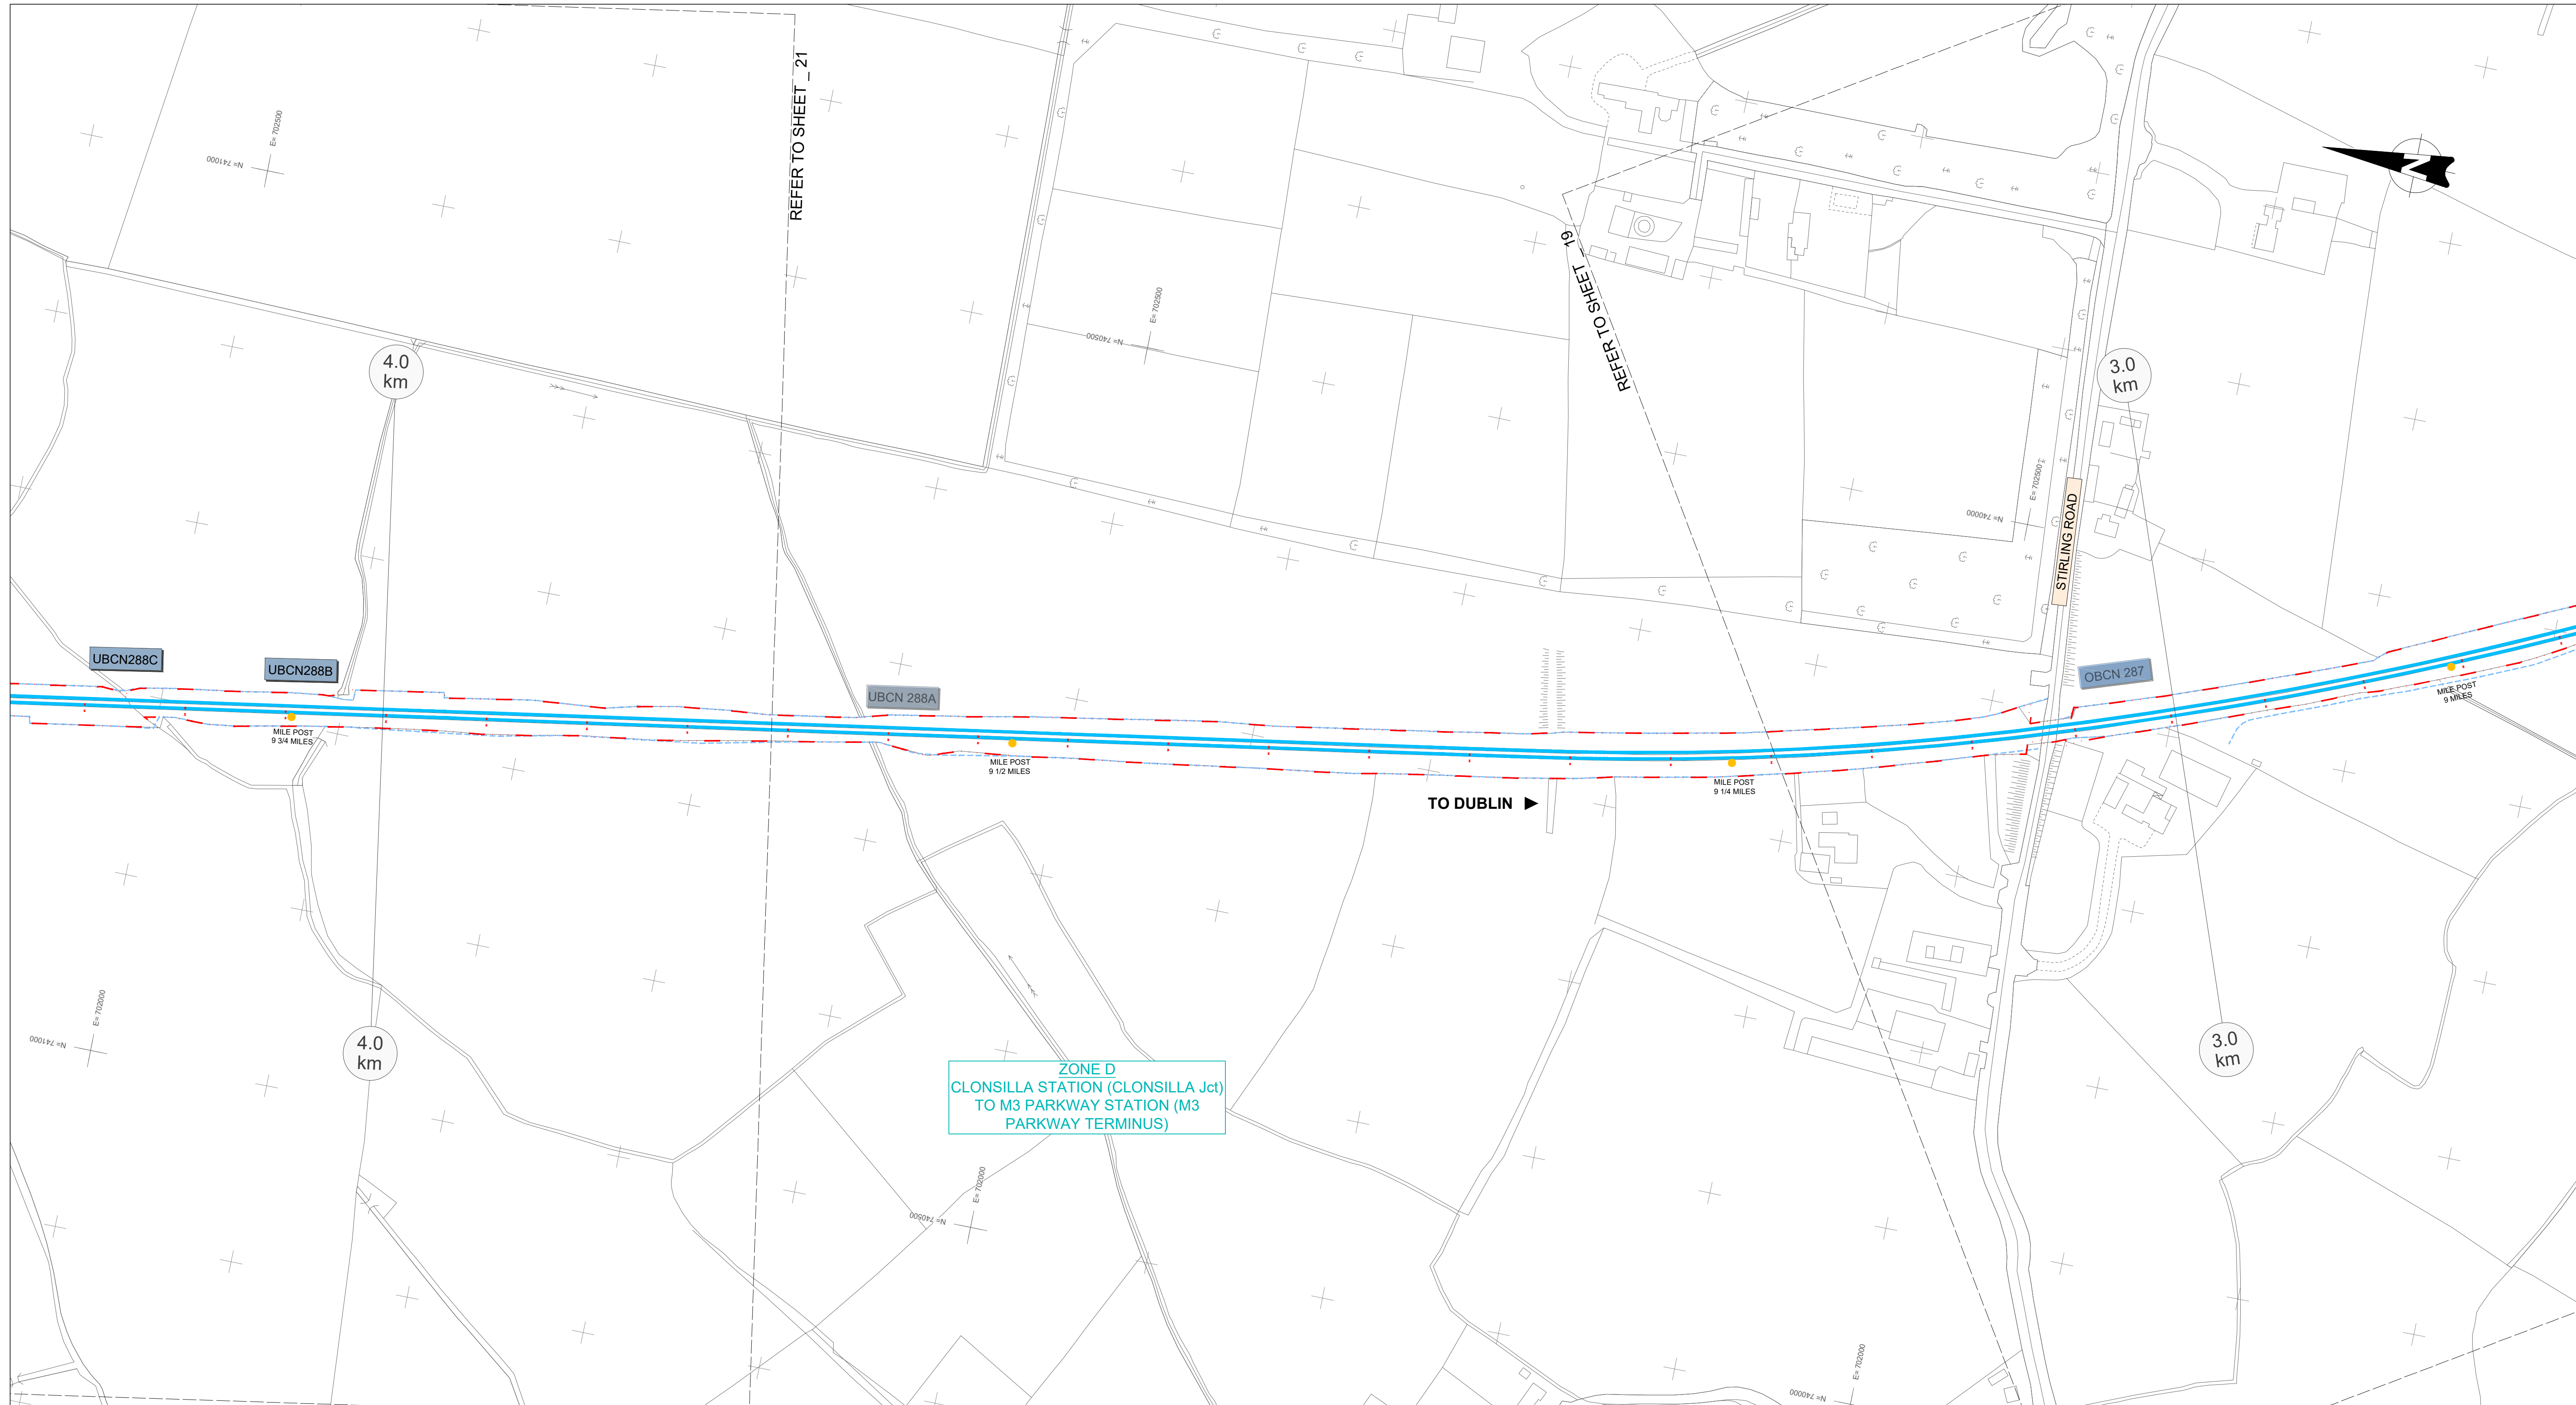 REFER TO SHEET _ 21
E= 702500
N= 741000
E= 702500
N= 740500
REFER TO SHEET _ 19
4.0
km
3.0
km
E= 702500
N= 740000
STIRLING ROAD
UBCN288C
UBCN288B
UBCN 288A
OBCN 287
MILE POST
9 3/4 MILES
MILE POST
9 1/2 MILES
MILE POST
9 1/4 MILES
MILE POST
9 MILES
TO DUBLIN
E= 702000
N= 741000
4.0
km
3.0
km
ZONE D
CLONSILLA STATION (CLONSILLA Jct)
TO M3 PARKWAY STATION (M3
PARKWAY TERMINUS)
E= 702000
N= 740500
E= 702000
N= 740000